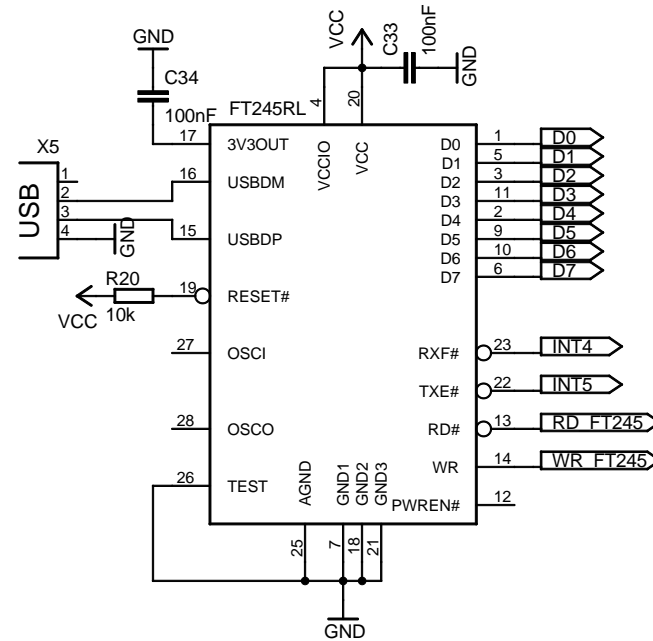 GND
VCC
C33
100nF
GND
C34
100nF
FT245RL
4
20
X5
USB
1
2
3
4
GND
17
3V3OUT
VCCIO
VCC
16
USBDM
15
USBDP
VCC
R20
10k
19
RESET#
27
OSCI
28
OSCO
26
TEST
AGND
GND1
GND2
GND3
25
7
18
21
GND
D0
1
D0
D1
5
D1
D2
3
D2
D3
11
D3
D4
2
D4
D5
9
D5
D6
10
D6
D7
6
D7
RXF#
23
INT4
TXE#
22
INT5
RD#
13
RD_FT245
WR
14
WR_FT245
PWREN#
12